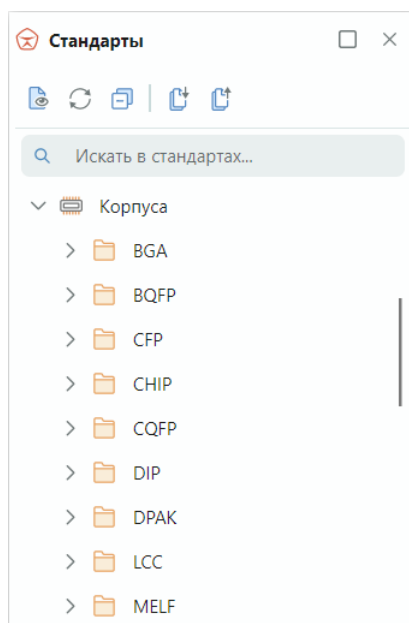 Стандарты
Искать в стандартах...
Корпуса
BGA
BQFP
CFP
CHIP
CQFP
DIP
DPAK
LCC
MELF